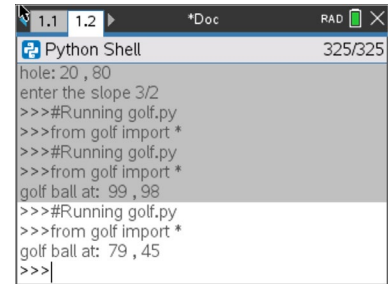 1.1 1.2 *Doc RAD
Python Shell 325/325
hole: 20 , 80
enter the slope 3/2
>>>#Running golf.py
>>>from golf import *
>>>#Running golf.py
>>>from golf import *
golf ball at: 99 , 98
>>>#Running golf.py
>>>from golf import *
golf ball at: 79 , 45
>>>